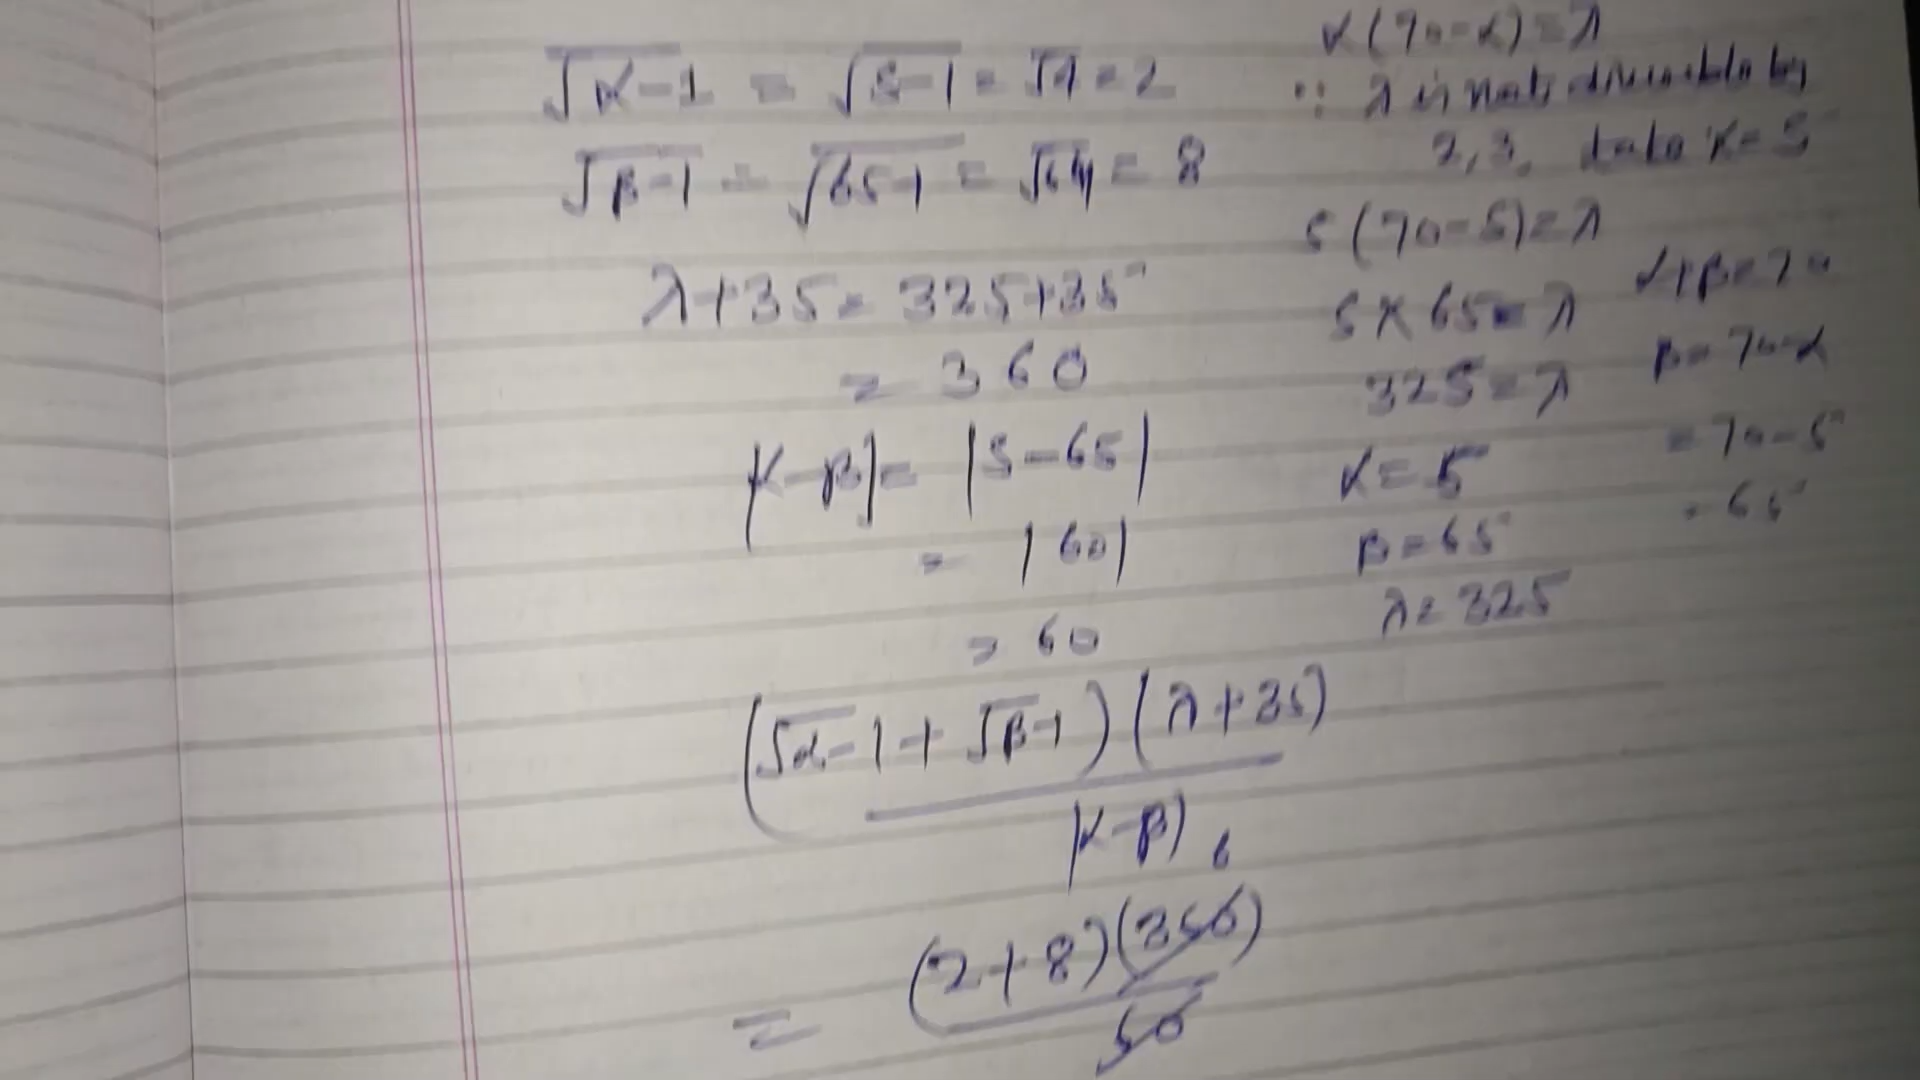 √α-1 = √5-1 = √4 = 2
√β-1 = √65-1 = √64 = 8
λ+35 = 325+35
= 360
|α-β| = |5-65|
= |60|
= 60
(√α-1 + √β-1) (λ+35)
|α-β|
6
= (2+8)(360)
60
α(70-α)=λ
∵ λ is not divisible by
2, 3, take α=5
5(70-5)=λ
5×65=λ
325=λ
α=5
β=65
λ=325
α+β=70
β=70-α
=70-5
=65